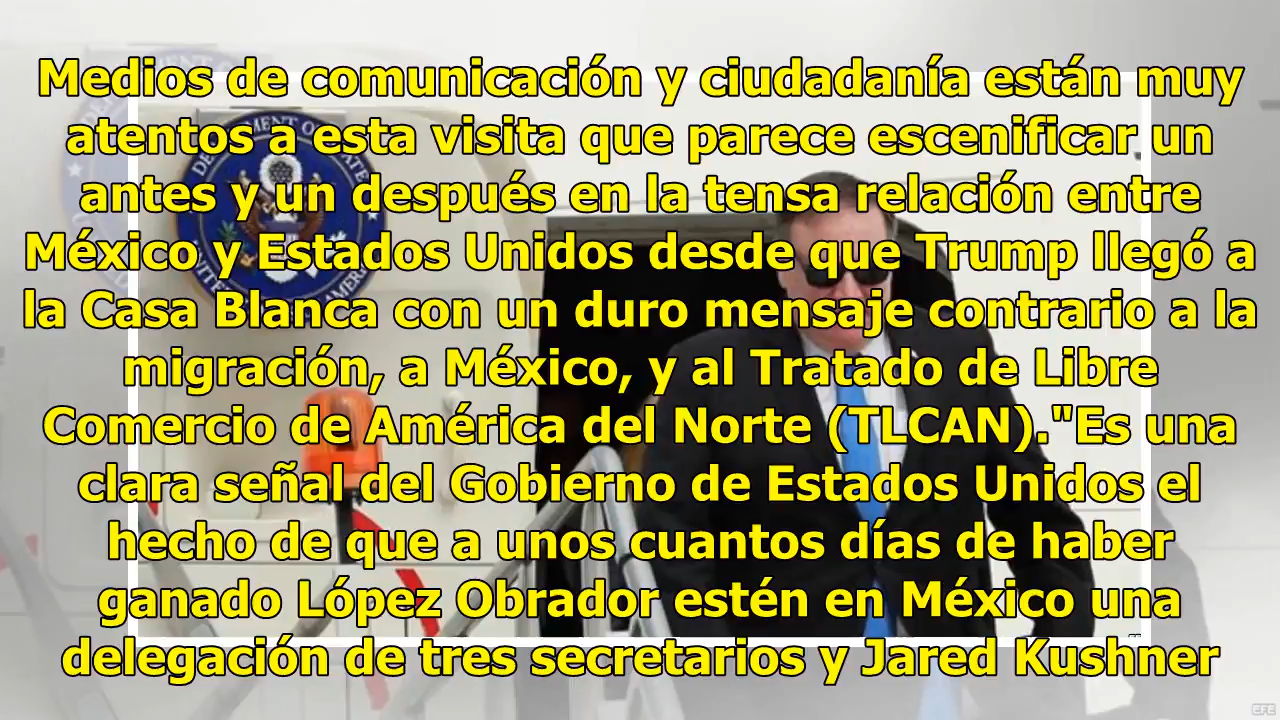 Medios de comunicación y ciudadanía están muy
atentos a esta visita que parece escenificar un
antes y un después en la tensa relación entre
México y Estados Unidos desde que Trump llegó a
la Casa Blanca con un duro mensaje contrario a la
migración, a México, y al Tratado de Libre
Comercio de América del Norte (TLCAN)."Es una
clara señal del Gobierno de Estados Unidos el
hecho de que a unos cuantos días de haber
ganado López Obrador estén en México una
delegación de tres secretarios y Jared Kushner
EFE